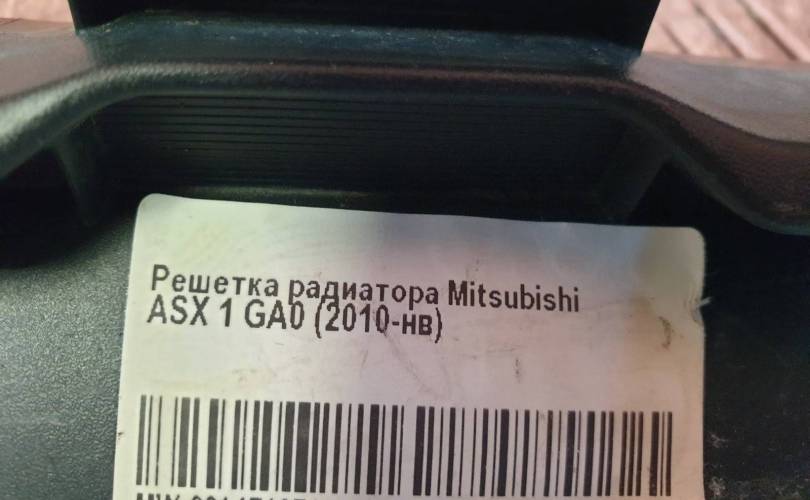 Решетка радиатора Mitsubishi
ASX 1 GA0 (2010-нв)